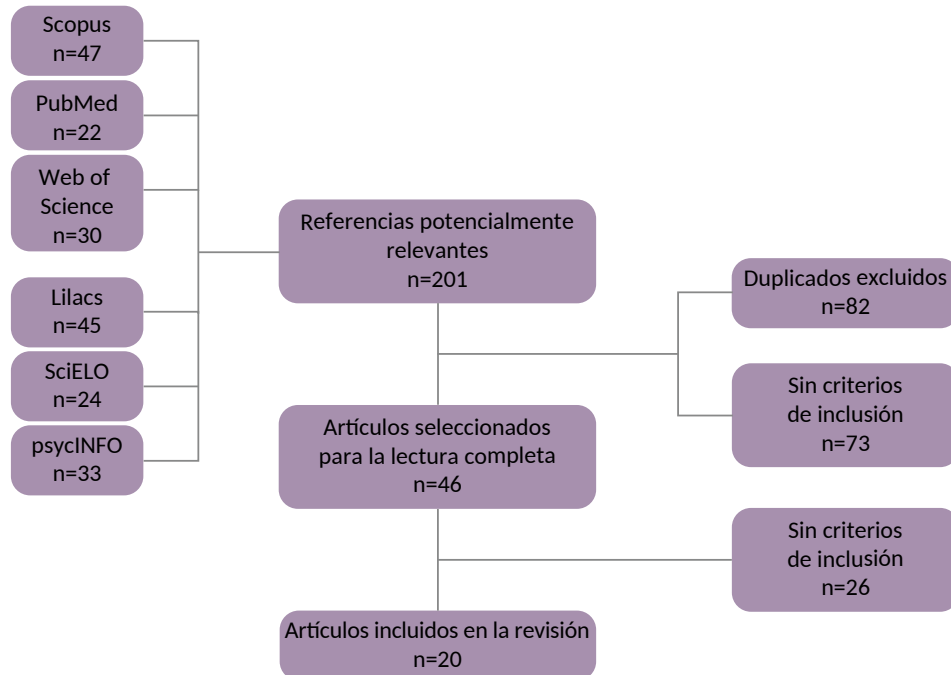 Scopus
n=47
PubMed
n=22
Web of
Science
n=30
Lilacs
n=45
SciELO
n=24
psycINFO
n=33
Referencias potencialmente
relevantes
n=201
Duplicados excluidos
n=82
Sin criterios
de inclusión
n=73
Artículos seleccionados
para la lectura completa
n=46
Sin criterios
de inclusión
n=26
Artículos incluidos en la revisión
n=20